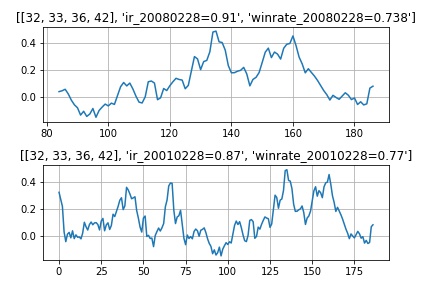 [[32, 33, 36, 42], 'ir_20080228=0.91', 'winrate_20080228=0.738']
0.4
0.2
0.0
80 100 120 140 160 180
[[32, 33, 36, 42], 'ir_20010228=0.87', 'winrate_20010228=0.77']
0.4
0.2
0.0
0 25 50 75 100 125 150 175